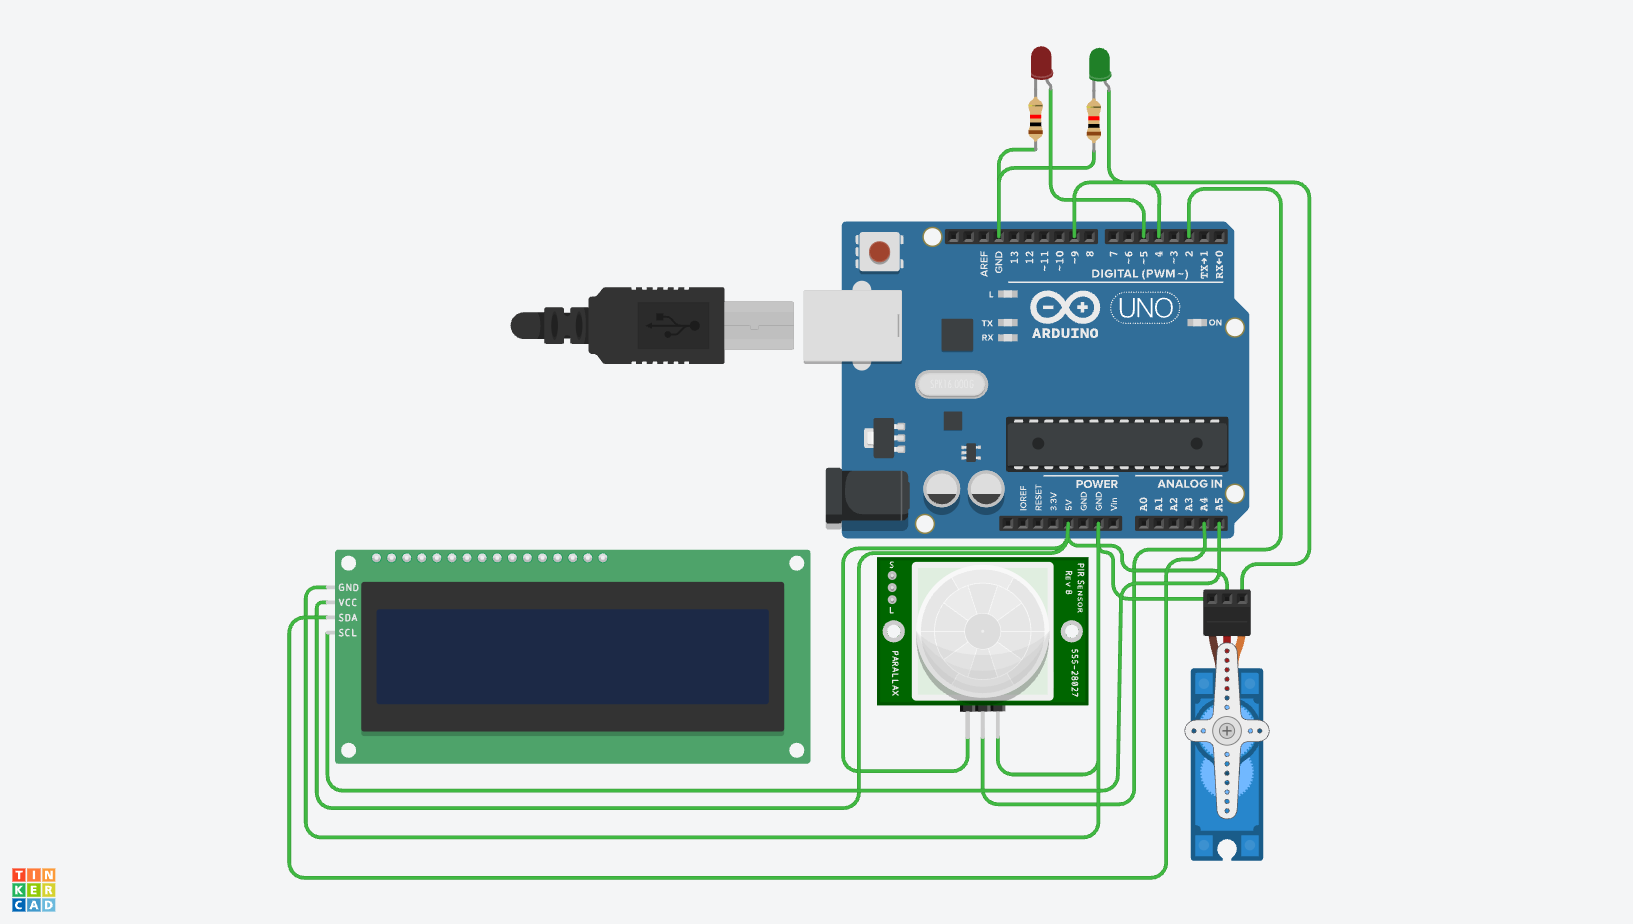 AREF
GND
13
12
~11
~10
~9
8
7
~6
~5
4
~3
2
TX→1
RX←0
DIGITAL (PWM~)
L
TX
RX
ARDUINO
UNO
ON
POWER
ANALOG IN
IOREF
RESET
3.3V
5V
GND
GND
Vin
A0
A1
A2
A3
A4
A5
GND
VCC
SDA
SCL
S
L
PIR SENSOR
REV B
PARALLAX
555-28027
TIN
KER
CAD